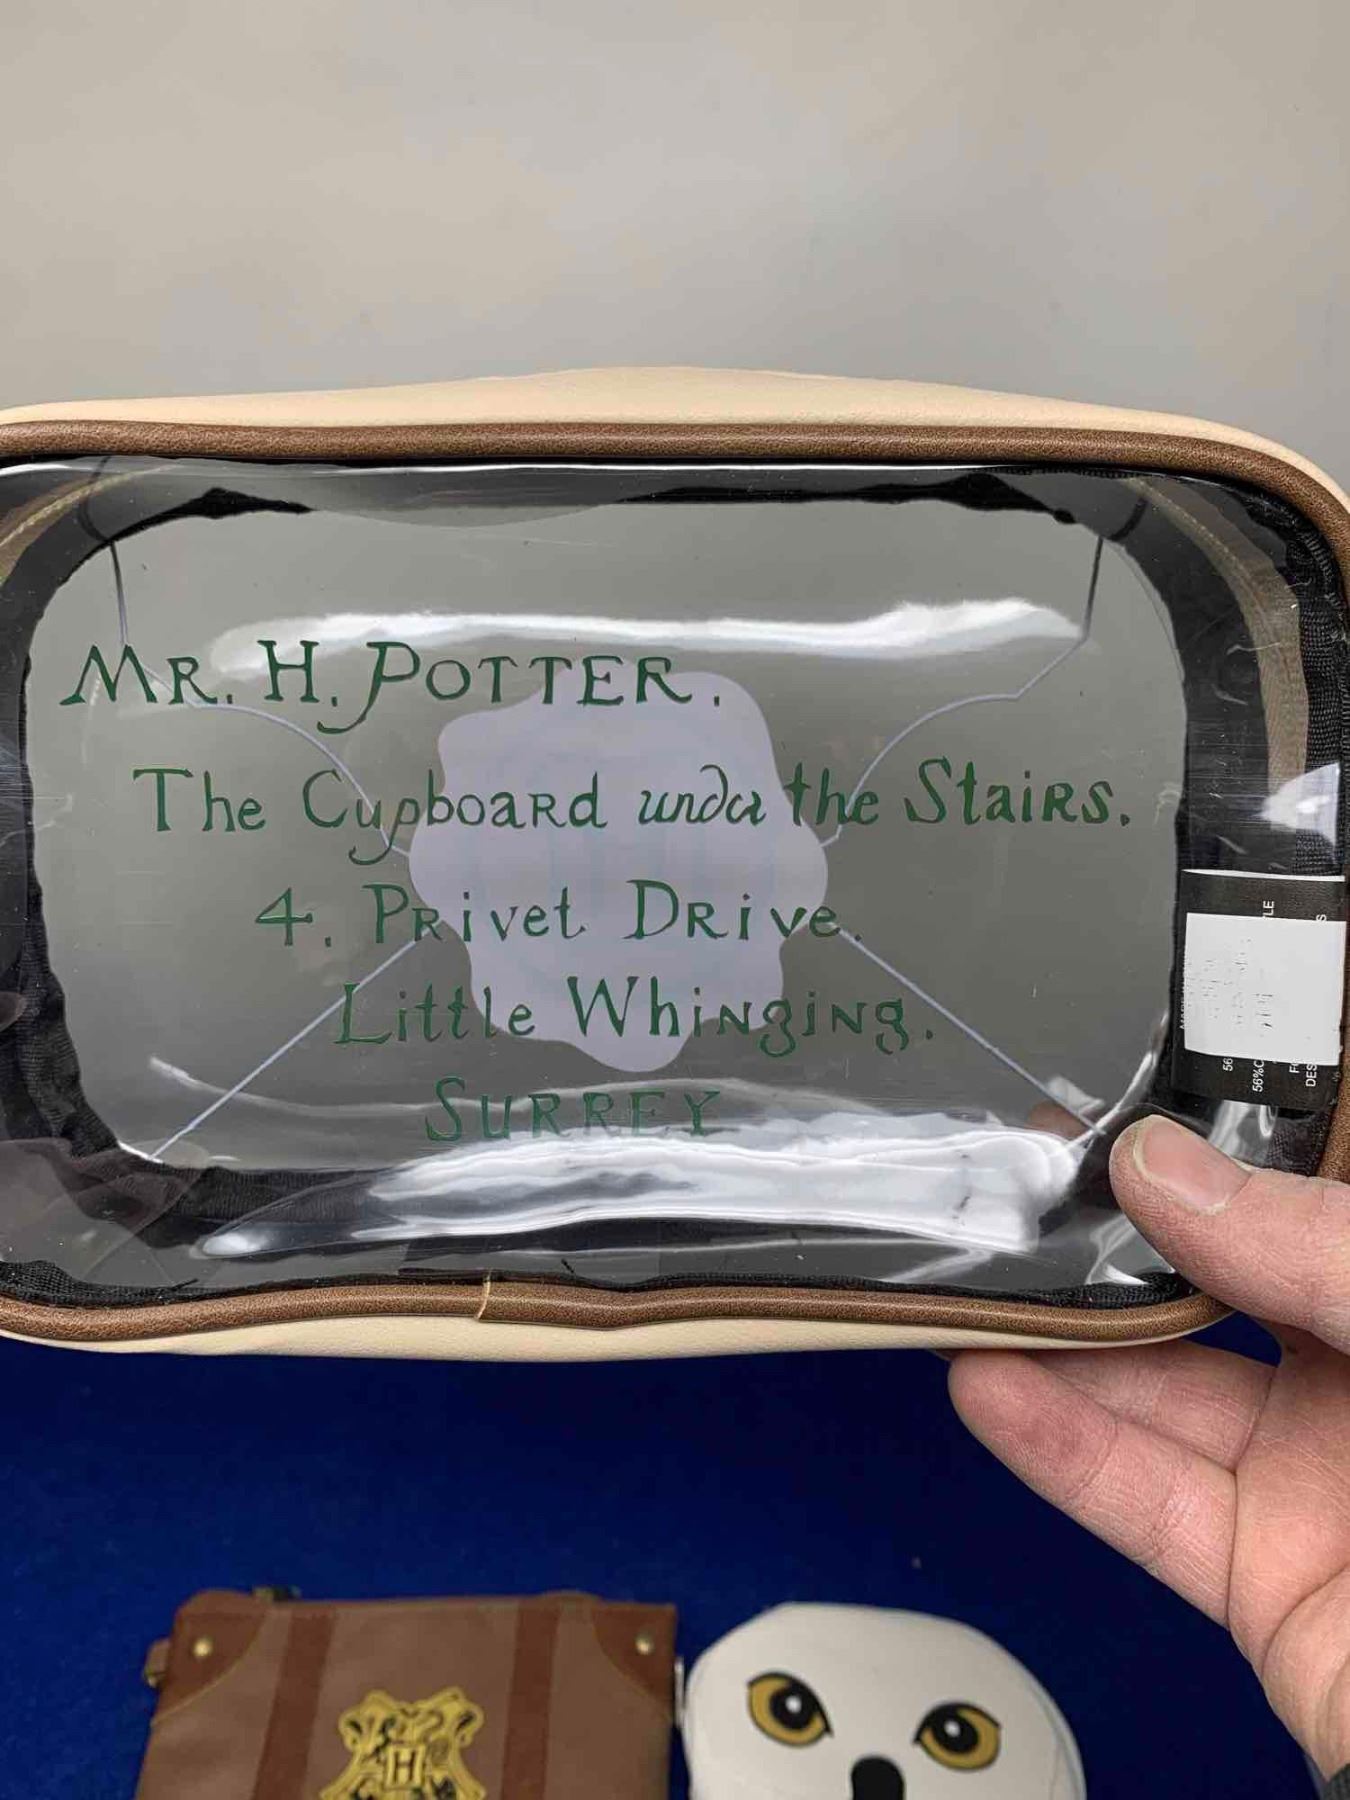 MR. H. POTTER.
The Cupboard under the Stairs.
4. Privet Drive.
Little Whinging.
SURREY
H